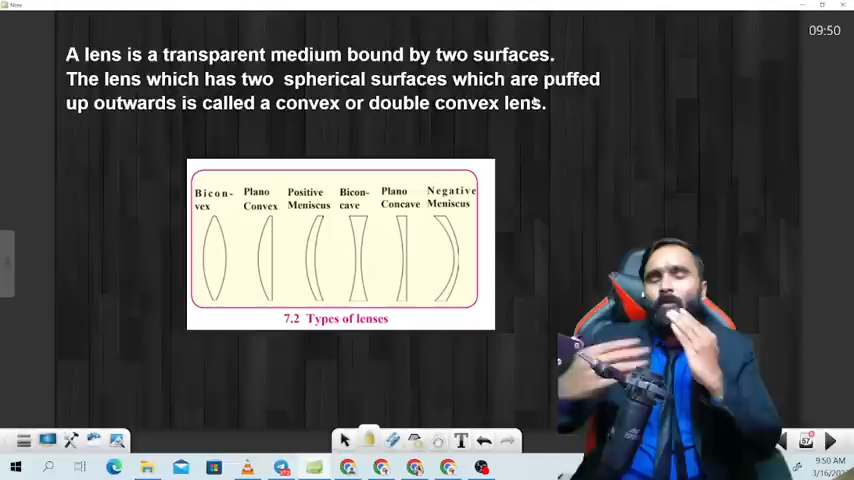 Now
09:50
A lens is a transparent medium bound by two surfaces.
The lens which has two spherical surfaces which are puffed
up outwards is called a convex or double convex lens.
Bicon-
vex
Plano
Convex
Positive
Meniscus
Bicon-
cave
Plano
Concave
Negative
Meniscus
7.2 Types of lenses
57
9:50 AM